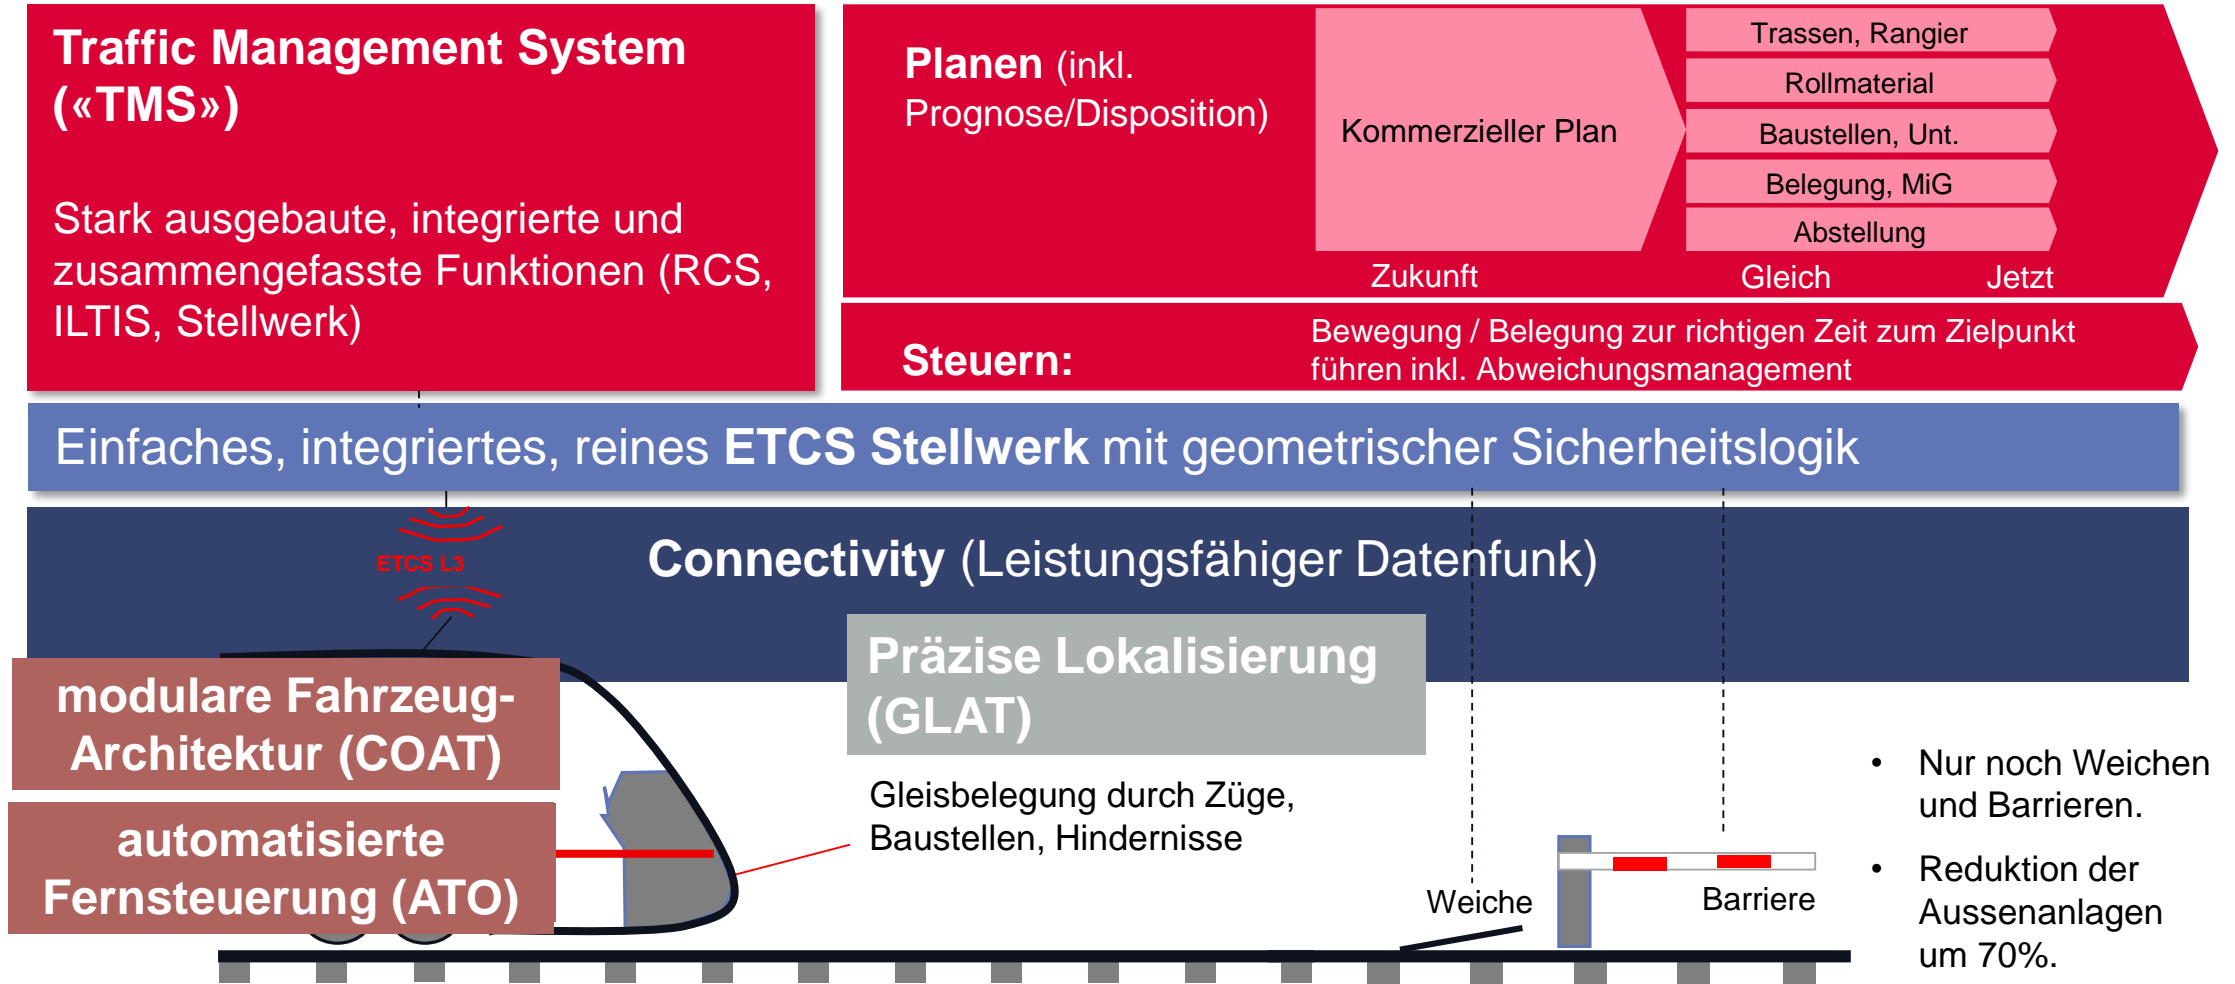 Traffic Management System
(«TMS»)
Stark ausgebaute, integrierte und
zusammengefasste Funktionen (RCS,
ILTIS, Stellwerk)
Planen (inkl.
Prognose/Disposition)
Kommerzieller Plan
Trassen, Rangier
Rollmaterial
Baustellen, Unt.
Belegung, MiG
Abstellung
Zukunft
Gleich
Jetzt
Steuern:
Bewegung / Belegung zur richtigen Zeit zum Zielpunkt
führen inkl. Abweichungsmanagement
Einfaches, integriertes, reines ETCS Stellwerk mit geometrischer Sicherheitslogik
ETCS L3
Connectivity (Leistungsfähiger Datenfunk)
Präzise Lokalisierung
(GLAT)
modulare Fahrzeug-
Architektur (COAT)
automatisierte
Fernsteuerung (ATO)
Gleisbelegung durch Züge,
Baustellen, Hindernisse
Weiche
Barriere
• Nur noch Weichen
und Barrieren.
• Reduktion der
Aussenanlagen
um 70%.